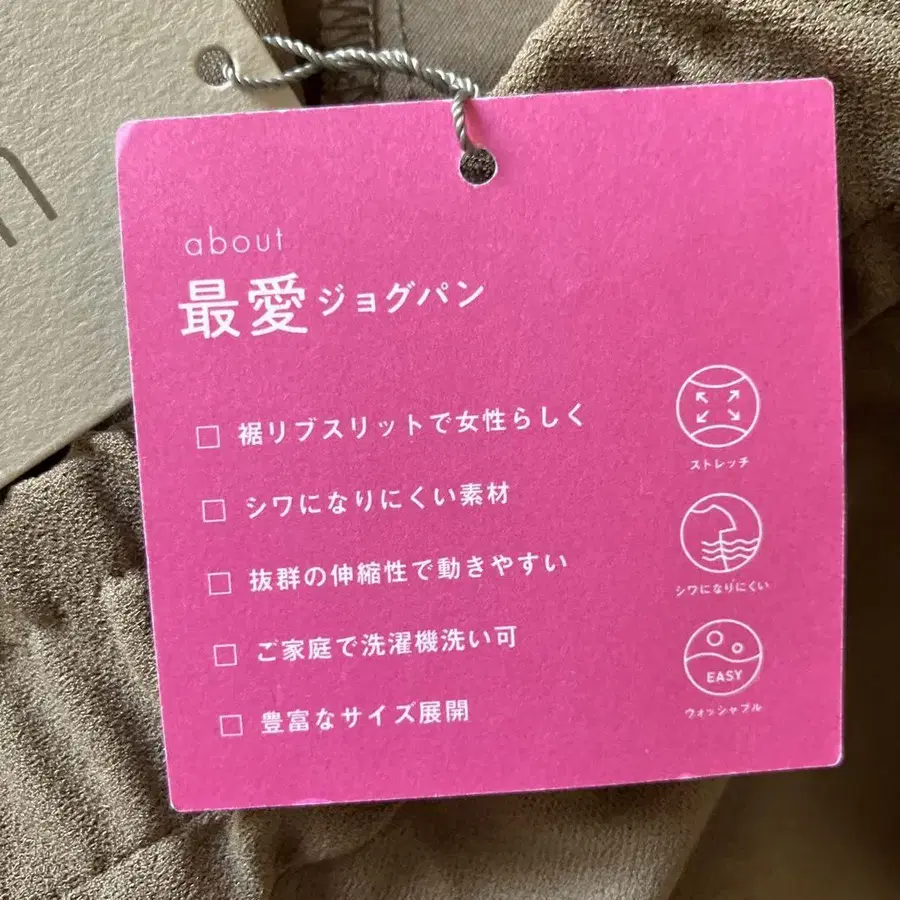 about
最愛ジョグパン
□ 裾リブスリットで女性らしく
□ シワになりにくい素材
□ 抜群の伸縮性で動きやすい
□ ご家庭で洗濯機洗い可
□ 豊富なサイズ展開
ストレッチ
シワになりにくい
EASY
ウォッシャブル